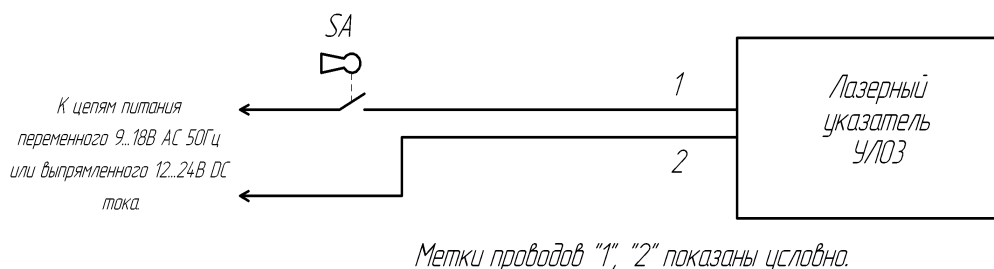 SA
1
К цепям питания
переменного 9...18В AC 50Гц
или выпрямленного 12...24В DC
тока.
2
Лазерный
указатель
УЛОЗ
Метки проводов "1", "2" показаны условно.